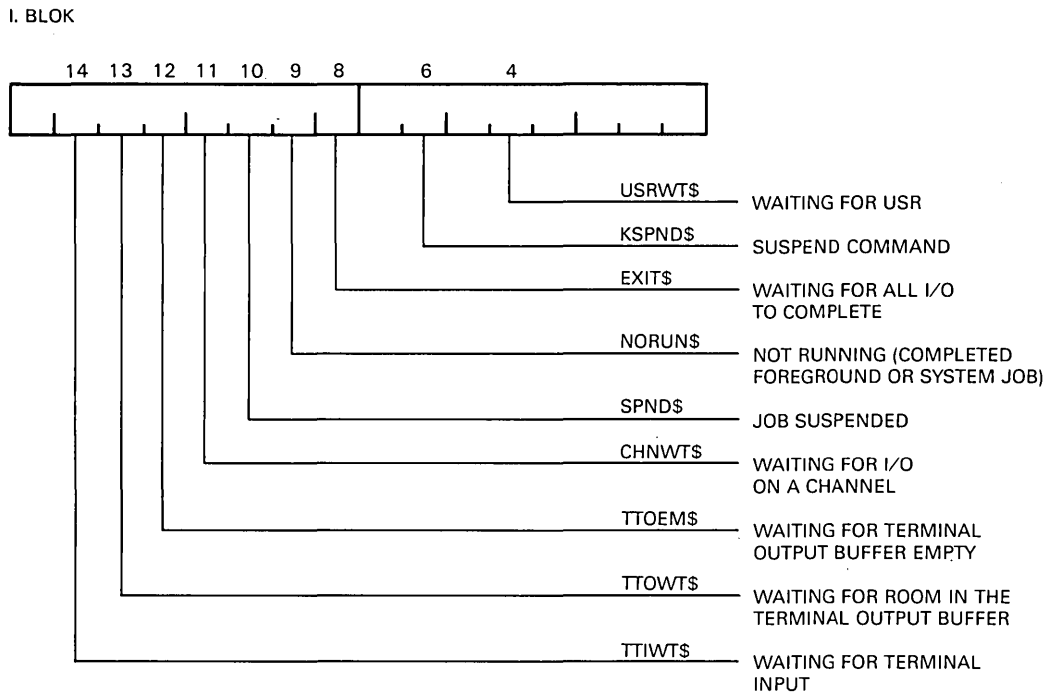 I. BLOK
14 13 12 11 10 9 8 6 4
USRWT$ WAITING FOR USR
KSPND$ SUSPEND COMMAND
EXIT$ WAITING FOR ALL I/O
TO COMPLETE
NORUN$ NOT RUNNING (COMPLETED
FOREGROUND OR SYSTEM JOB)
SPND$ JOB SUSPENDED
CHNWT$ WAITING FOR I/O
ON A CHANNEL
TTOEM$ WAITING FOR TERMINAL
OUTPUT BUFFER EMPTY
TTOWT$ WAITING FOR ROOM IN THE
TERMINAL OUTPUT BUFFER
TTIWT$ WAITING FOR TERMINAL
INPUT